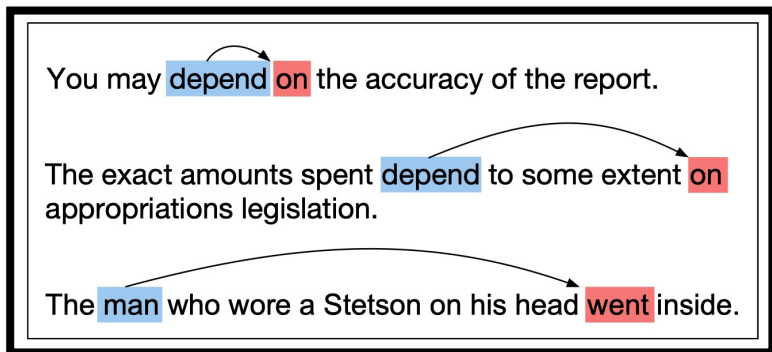 You may depend on the accuracy of the report.
The exact amounts spent depend to some extent on
appropriations legislation.
The man who wore a Stetson on his head went inside.